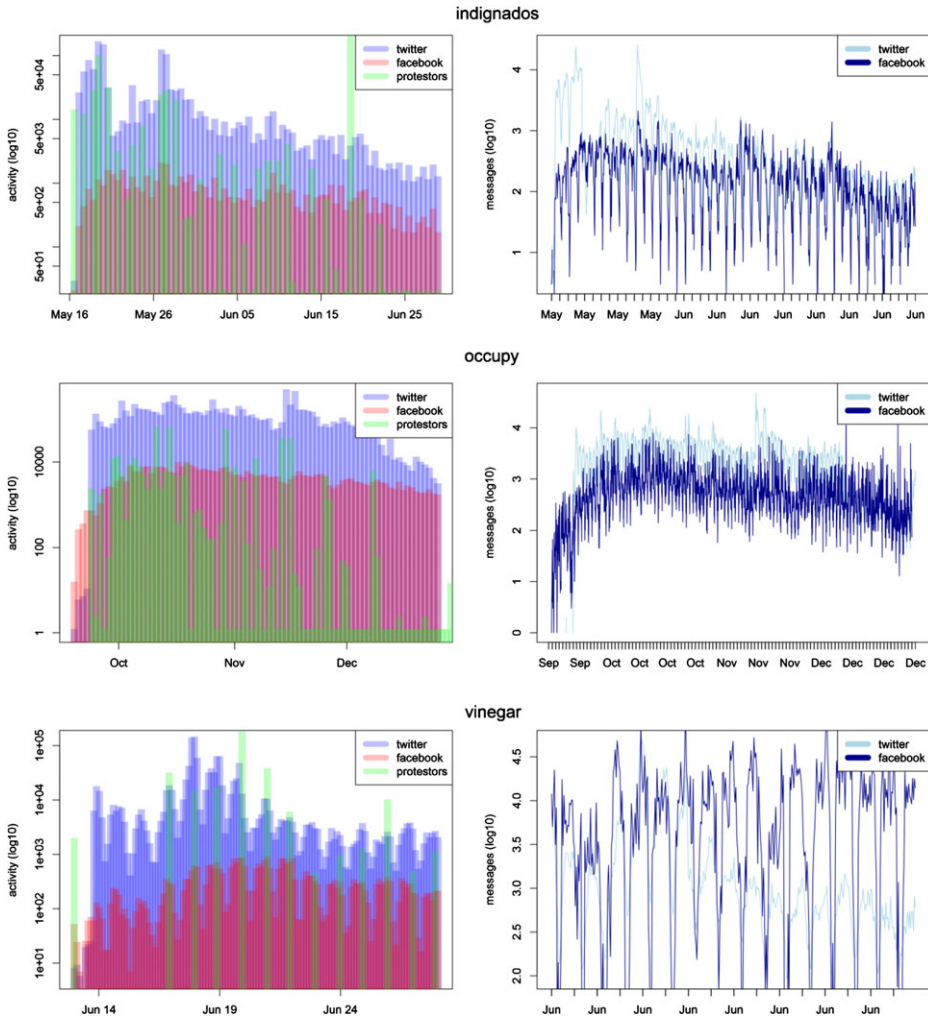 indignados
activity (log10)
5e+04
5e+03
5e+02
5e+01
twitter
facebook
protestors
May 16 May 26 Jun 05 Jun 15 Jun 25
messages (log10)
4
3
2
1
twitter
facebook
May May May May Jun Jun Jun Jun Jun Jun Jun Jun
occupy
activity (log10)
10000
100
1
twitter
facebook
protestors
Oct Nov Dec
messages (log10)
4
3
2
1
0
twitter
facebook
Sep Sep Oct Oct Oct Nov Nov Nov Dec Dec Dec Dec
vinegar
activity (log10)
1e+05
1e+04
1e+03
1e+02
1e+01
twitter
facebook
protestors
Jun 14 Jun 19 Jun 24
messages (log10)
4.5
4.0
3.5
3.0
2.5
2.0
twitter
facebook
Jun Jun Jun Jun Jun Jun Jun Jun